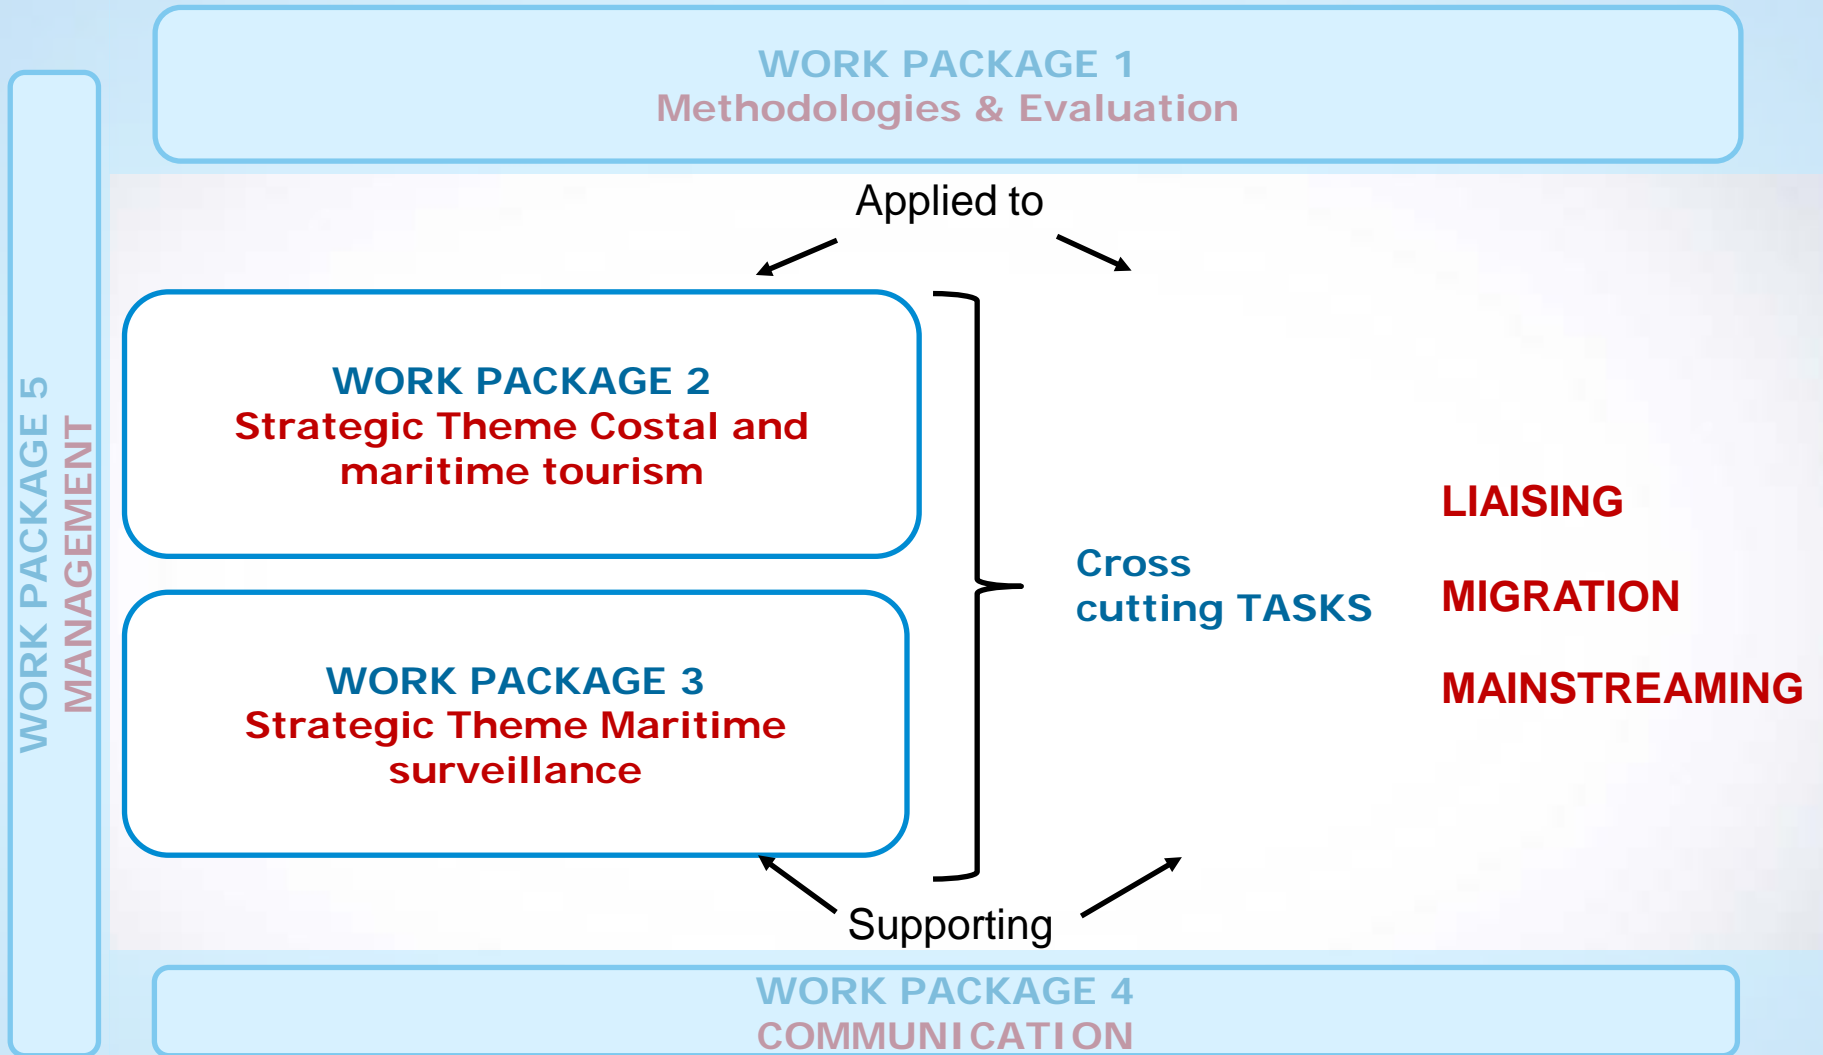 WORK PACKAGE 1
Methodologies & Evaluation
WORK PACKAGE 5
MANAGEMENT
Applied to
WORK PACKAGE 2
Strategic Theme Costal and
maritime tourism
WORK PACKAGE 3
Strategic Theme Maritime
surveillance
Cross
cutting TASKS
LIAISING
MIGRATION
MAINSTREAMING
Supporting
WORK PACKAGE 4
COMMUNICATION